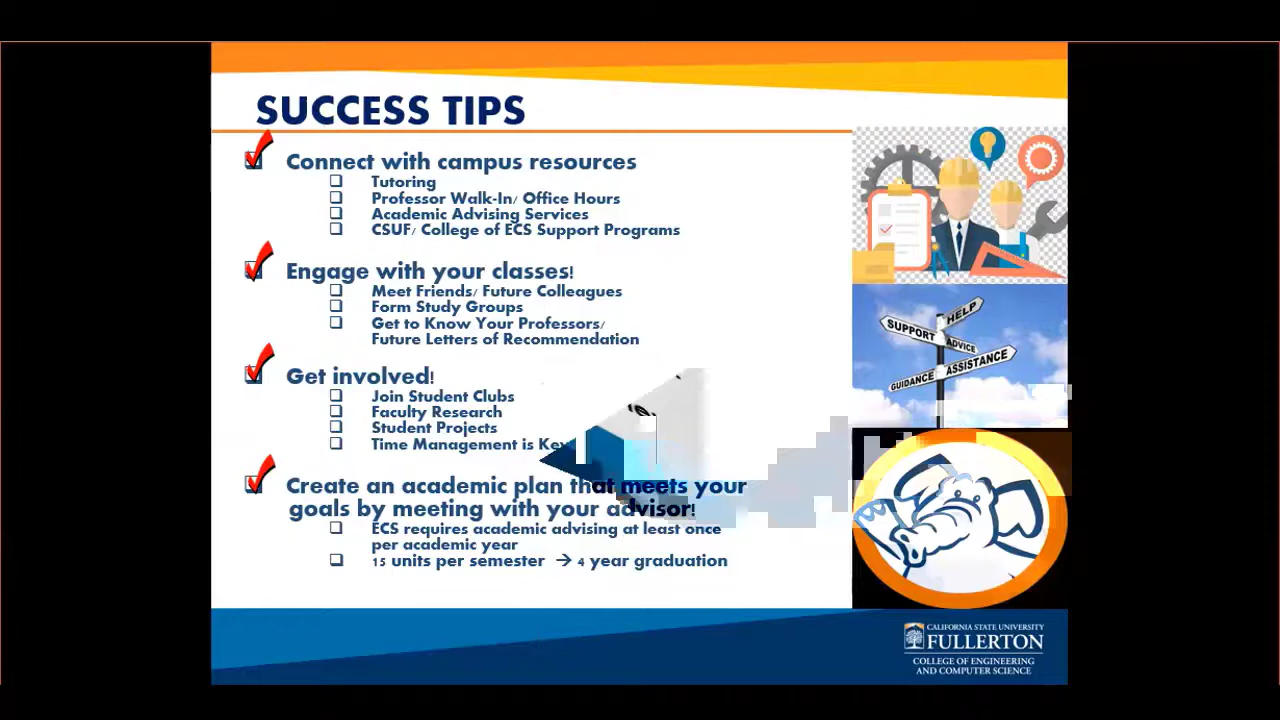 SUCCESS TIPS
Connect with campus resources
Tutoring
Professor Walk-In/ Office Hours
Academic Advising Services
CSUF/ College of ECS Support Programs
Engage with your classes!
Meet Friends/ Future Colleagues
Form Study Groups
Get to Know Your Professors/
Future Letters of Recommendation
Get involved!
Join Student Clubs
Faculty Research
Student Projects
Time Management is Key
Create an academic plan that meets your
goals by meeting with your advisor!
ECS requires academic advising at least once
per academic year
15 units per semester → 4 year graduation
HELP
SUPPORT
ADVICE
GUIDANCE
ASSISTANCE
CALIFORNIA STATE UNIVERSITY
FULLERTON
COLLEGE OF ENGINEERING
AND COMPUTER SCIENCE